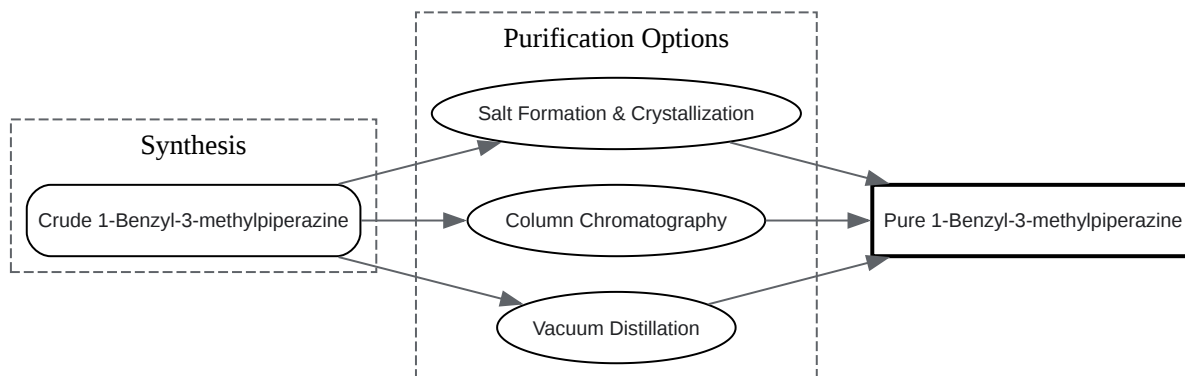 Purification Options
Salt Formation & Crystallization
Synthesis
Crude 1-Benzyl-3-methylpiperazine
Column Chromatography
Pure 1-Benzyl-3-methylpiperazine
Vacuum Distillation